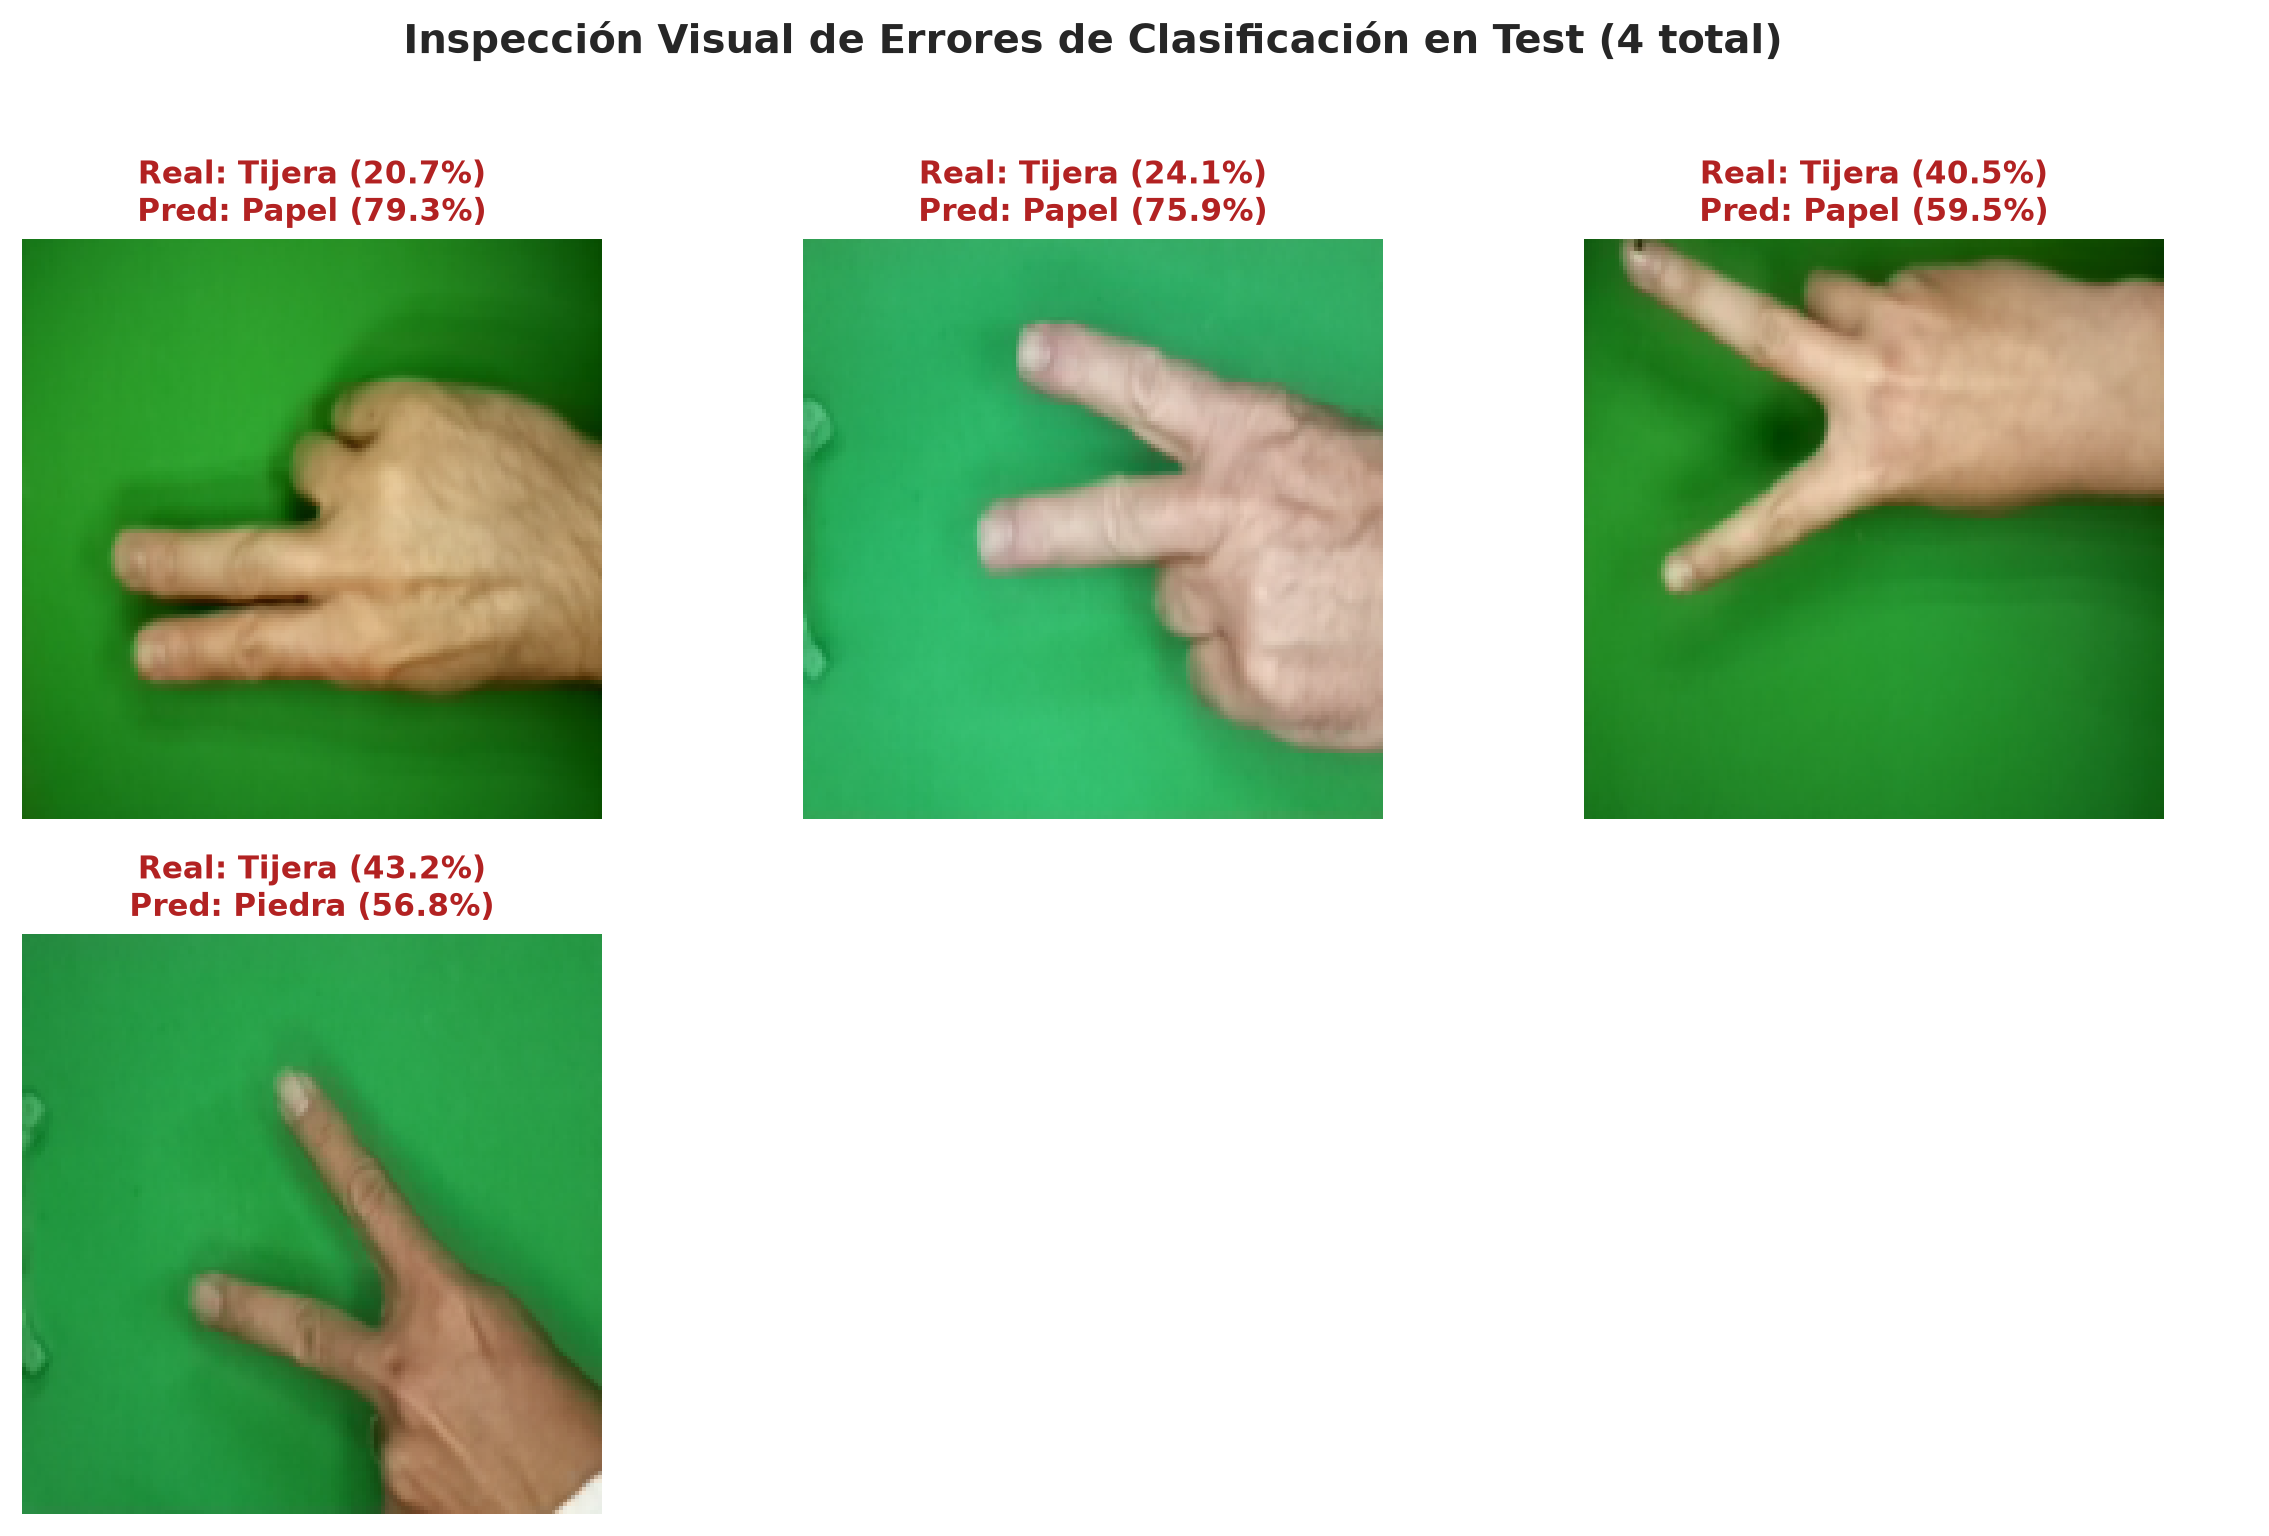 Inspección Visual de Errores de Clasificación en Test (4 total)
Real: Tijera (20.7%)
Pred: Papel (79.3%)
Real: Tijera (24.1%)
Pred: Papel (75.9%)
Real: Tijera (40.5%)
Pred: Papel (59.5%)
Real: Tijera (43.2%)
Pred: Piedra (56.8%)